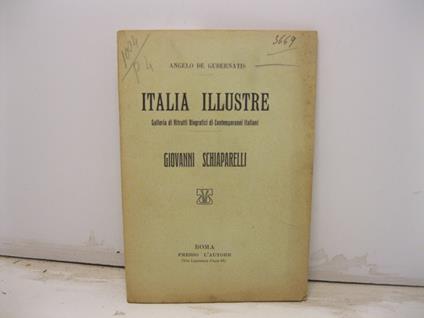 3669
ANGELO DE GUBERNATIS
ITALIA ILLUSTRE
Galleria di Ritratti Biografici di Contemporanei Italiani
GIOVANNI SCHIAPARELLI
ROMA
PRESSO L'AUTORE